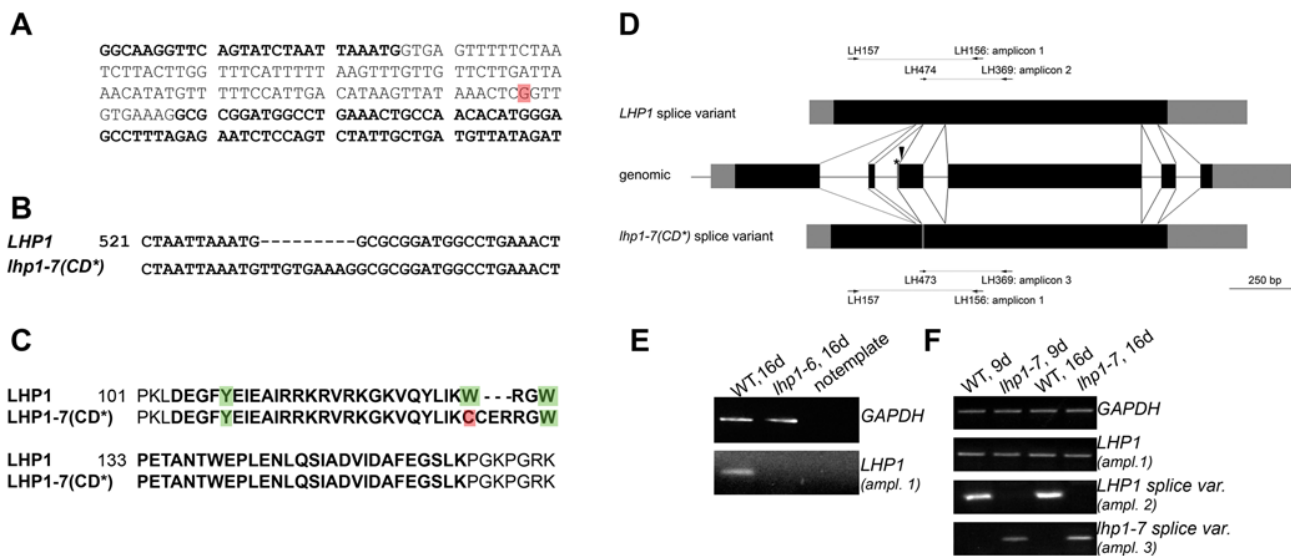 A
GGCAAGGTTC AGTATCTAAT TAAATGGTGA GTTTTTCTAA
TCTTACTTGG TTTCATTTTT AAGTTTGTTG TTCTTGATTA
AACATATGTT TTTCCATTGA CATAAGTTAT AAACTCGGTT
GTGAAAGGCG CGGATGGCCT GAAACTGCCA ACACATGGGA
GCCTTTAGAG AATCTCCAGT CTATTGCTGA TGTTATAGAT
B
LHP1 521 CTAATTAAATG---------GCGCGGATGGCCTGAAACT
lhp1-7(CD*) CTAATTAAATGTTGTGAAAGGCGCGGATGGCCTGAAACT
C
LHP1 101 PKLDEGFYEIEAIRRKRVRKGKVQYLIKW---RGW
LHP1-7(CD*) PKLDEGFYEIEAIRRKRVRKGKVQYLIKCCERRGW
LHP1 133 PETANTWEPLENLQSIADVIDAFEGSLKPGKPGRK
LHP1-7(CD*) PETANTWEPLENLQSIADVIDAFEGSLKPGKPGRK
D
LH157 LH156: amplicon 1
LH474 LH369: amplicon 2
LHP1 splice variant
*
genomic
lhp1-7(CD*) splice variant
LH473 LH369: amplicon 3
LH157 LH156: amplicon 1
250 bp
E
WT, 16d
lhp1-6, 16d
notemplate
GAPDH
LHP1
(ampl. 1)
F
WT, 9d
lhp1-7, 9d
WT, 16d
lhp1-7, 16d
GAPDH
LHP1
(ampl.1)
LHP1 splice var.
(ampl. 2)
lhp1-7 splice var.
(ampl. 3)